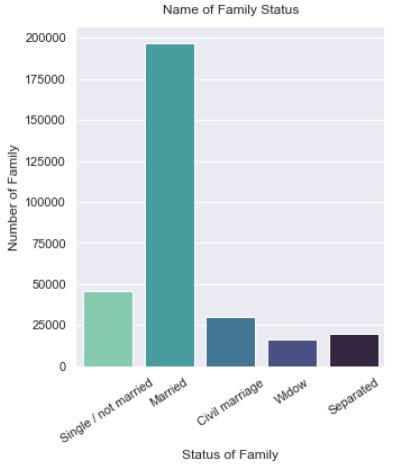 Name of Family Status
200000
175000
150000
125000
100000
75000
50000
25000
0
Number of Family
Single / not married
Married
Civil marriage
Widow
Separated
Status of Family